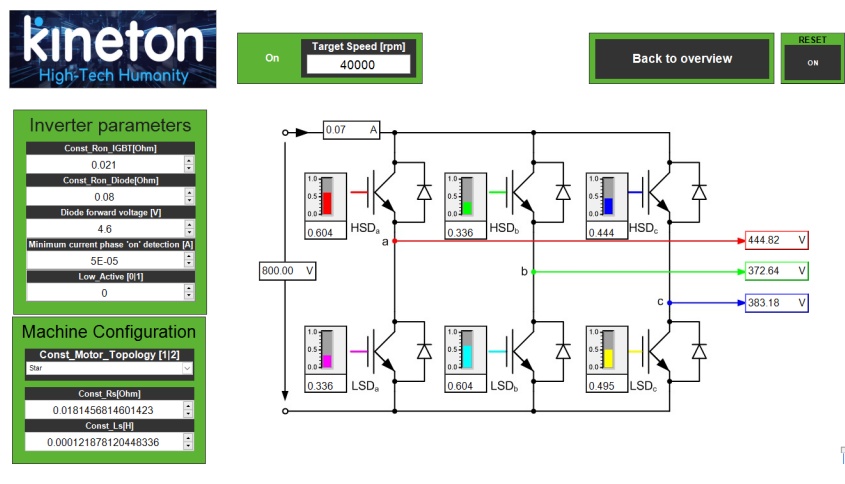 kineton
High-Tech Humanity
On
Target Speed [rpm]
40000
Back to overview
RESET
ON
Inverter parameters
Const_Ron_IGBT[Ohm]
0.021
Const_Ron_Diode[Ohm]
0.08
Diode forward voltage [V]
4.6
Minimum current phase 'on' detection [A]
5E-05
Low_Active [0|1]
0
Machine Configuration
Const_Motor_Topology [1|2]
Star
Const_Rs[Ohm]
0.0181456814601423
Const_Ls[H]
0.000121878120448336
0.07 A
800.00 V
1.0
0.5
0.0
0.604
HSDa
1.0
0.5
0.0
0.336
HSDb
1.0
0.5
0.0
0.444
HSDc
a
444.82 V
b
372.64 V
c
383.18 V
1.0
0.5
0.0
0.336
LSDa
1.0
0.5
0.0
0.604
LSDb
1.0
0.5
0.0
0.495
LSDc